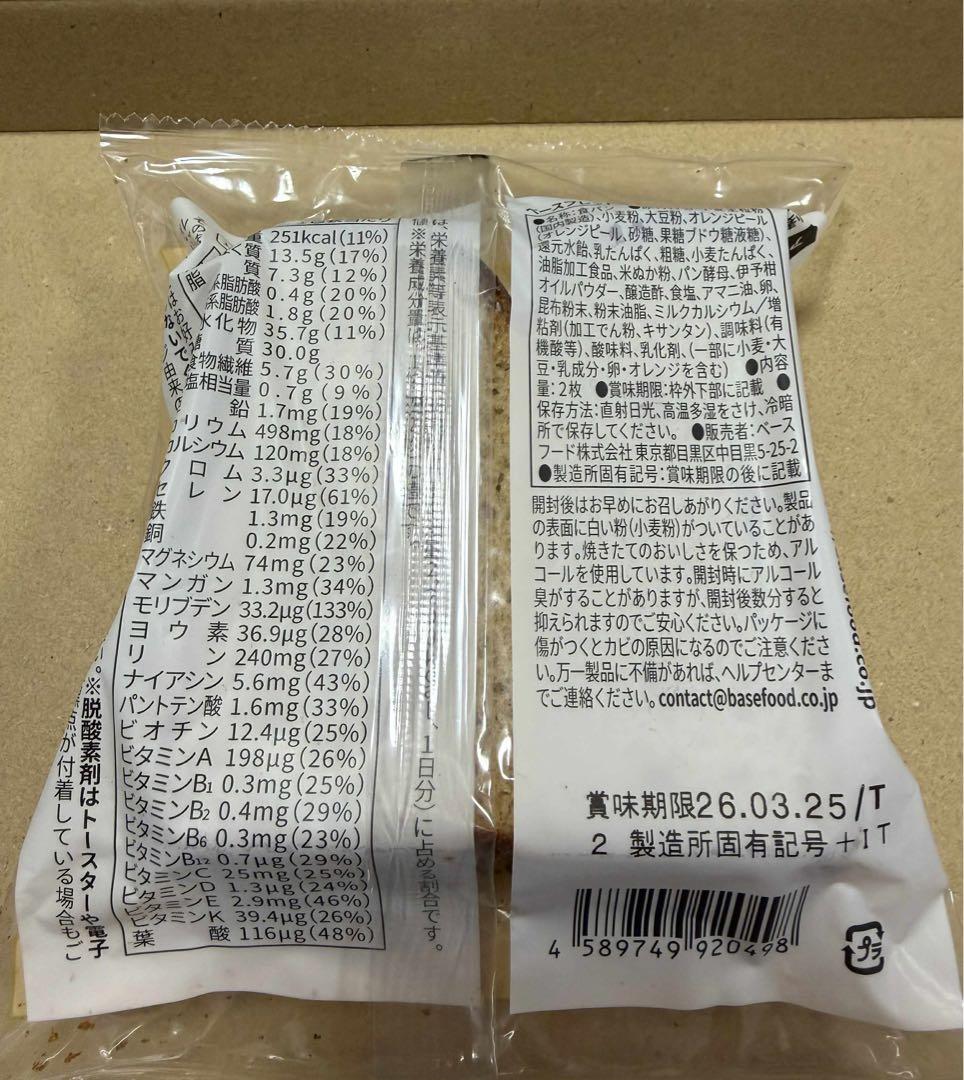 251kcal(11%)
質 13.5g(17%)
質 7.3g(12%)
系脂肪酸 0.4g(20%)
系脂肪酸 1.8g(20%)
水化物 35.7g(11%)
糖質 30.0g
食物繊維 5.7g(30%)
塩相当量 0.7g(9%)
鉛 1.7mg(19%)
カリウム 498mg(18%)
カルシウム 120mg(18%)
クロム 3.3μg(33%)
セレン 17.0μg(61%)
鉄 1.3mg(19%)
銅 0.2mg(22%)
マグネシウム 74mg(23%)
マンガン 1.3mg(34%)
モリブデン 33.2μg(133%)
ヨウ素 36.9μg(28%)
リン 240mg(27%)
ナイアシン 5.6mg(43%)
パントテン酸 1.6mg(33%)
ビオチン 12.4μg(25%)
ビタミンA 198μg(26%)
ビタミンB1 0.3mg(25%)
ビタミンB2 0.4mg(29%)
ビタミンB6 0.3mg(23%)
ビタミンB12 0.7μg(29%)
ビタミンC 25mg(25%)
ビタミンD 1.3μg(24%)
ビタミンE 2.9mg(46%)
ビタミンK 39.4μg(26%)
葉酸 116μg(48%)
は、栄養素等表示基準
※栄養成分量は
1日分)に占める割合です。
※脱酸素剤はトースターや電子
が付着している場合もご
●名称:食パン
(国内製造)、小麦粉、大豆粉、オレンジピール
(オレンジピール、砂糖、果糖ブドウ糖液糖)、
還元水飴、乳たんぱく、粗糖、小麦たんぱく、
油脂加工食品、米ぬか粉、パン酵母、伊予柑
オイルパウダー、醸造酢、食塩、アマニ油、卵、
昆布粉末、粉末油脂、ミルクカルシウム/増
粘剤(加工でん粉、キサンタン)、調味料(有
機酸等)、酸味料、乳化剤、(一部に小麦・大
豆・乳成分・卵・オレンジを含む) ●内容
量:2枚 ●賞味期限:枠外下部に記載 ●
保存方法:直射日光、高温多湿をさけ、冷暗
所で保存してください。 ●販売者:ベース
フード株式会社 東京都目黒区中目黒5-25-2
●製造所固有記号:賞味期限の後に記載
開封後はお早めにお召しあがりください。製品
の表面に白い粉(小麦粉)がついていることがあ
ります。焼きたてのおいしさを保つため、アル
コールを使用しています。開封時にアルコール
臭がすることがありますが、開封後数分すると
抑えられますのでご安心ください。パッケージに
傷がつくとカビの原因になるのでご注意くださ
い。万一製品に不備があれば、ヘルプセンターま
でご連絡ください。contact@basefood.co.jp
food.co.jp
賞味期限26.03.25/T
2 製造所固有記号+IT
4 589749 920498
プラ